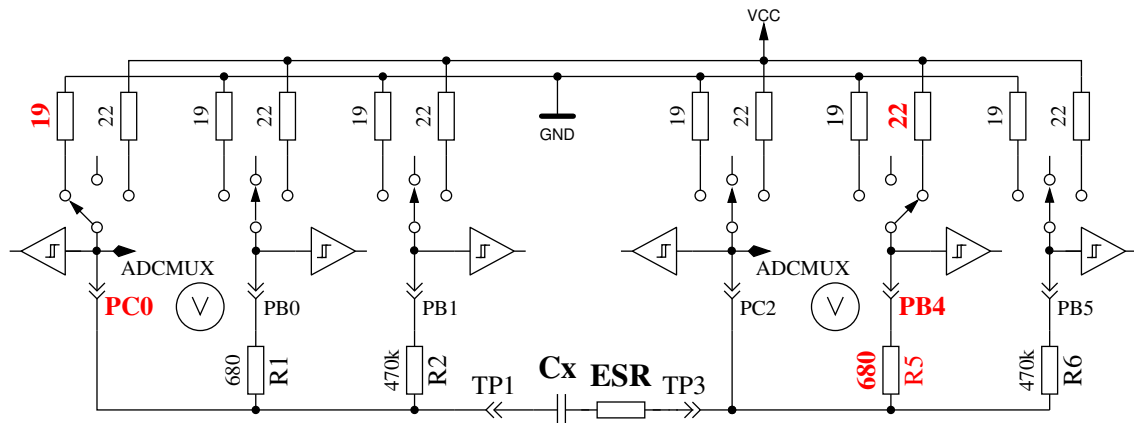 VCC
19
22
19
22
19
22
GND
19
22
19
22
19
22
ADCMUX
ADCMUX
PC0
V
PB0
PB1
PC2
V
PB4
PB5
680
R1
470k
R2
680
R5
470k
R6
TP1
Cx
ESR
TP3